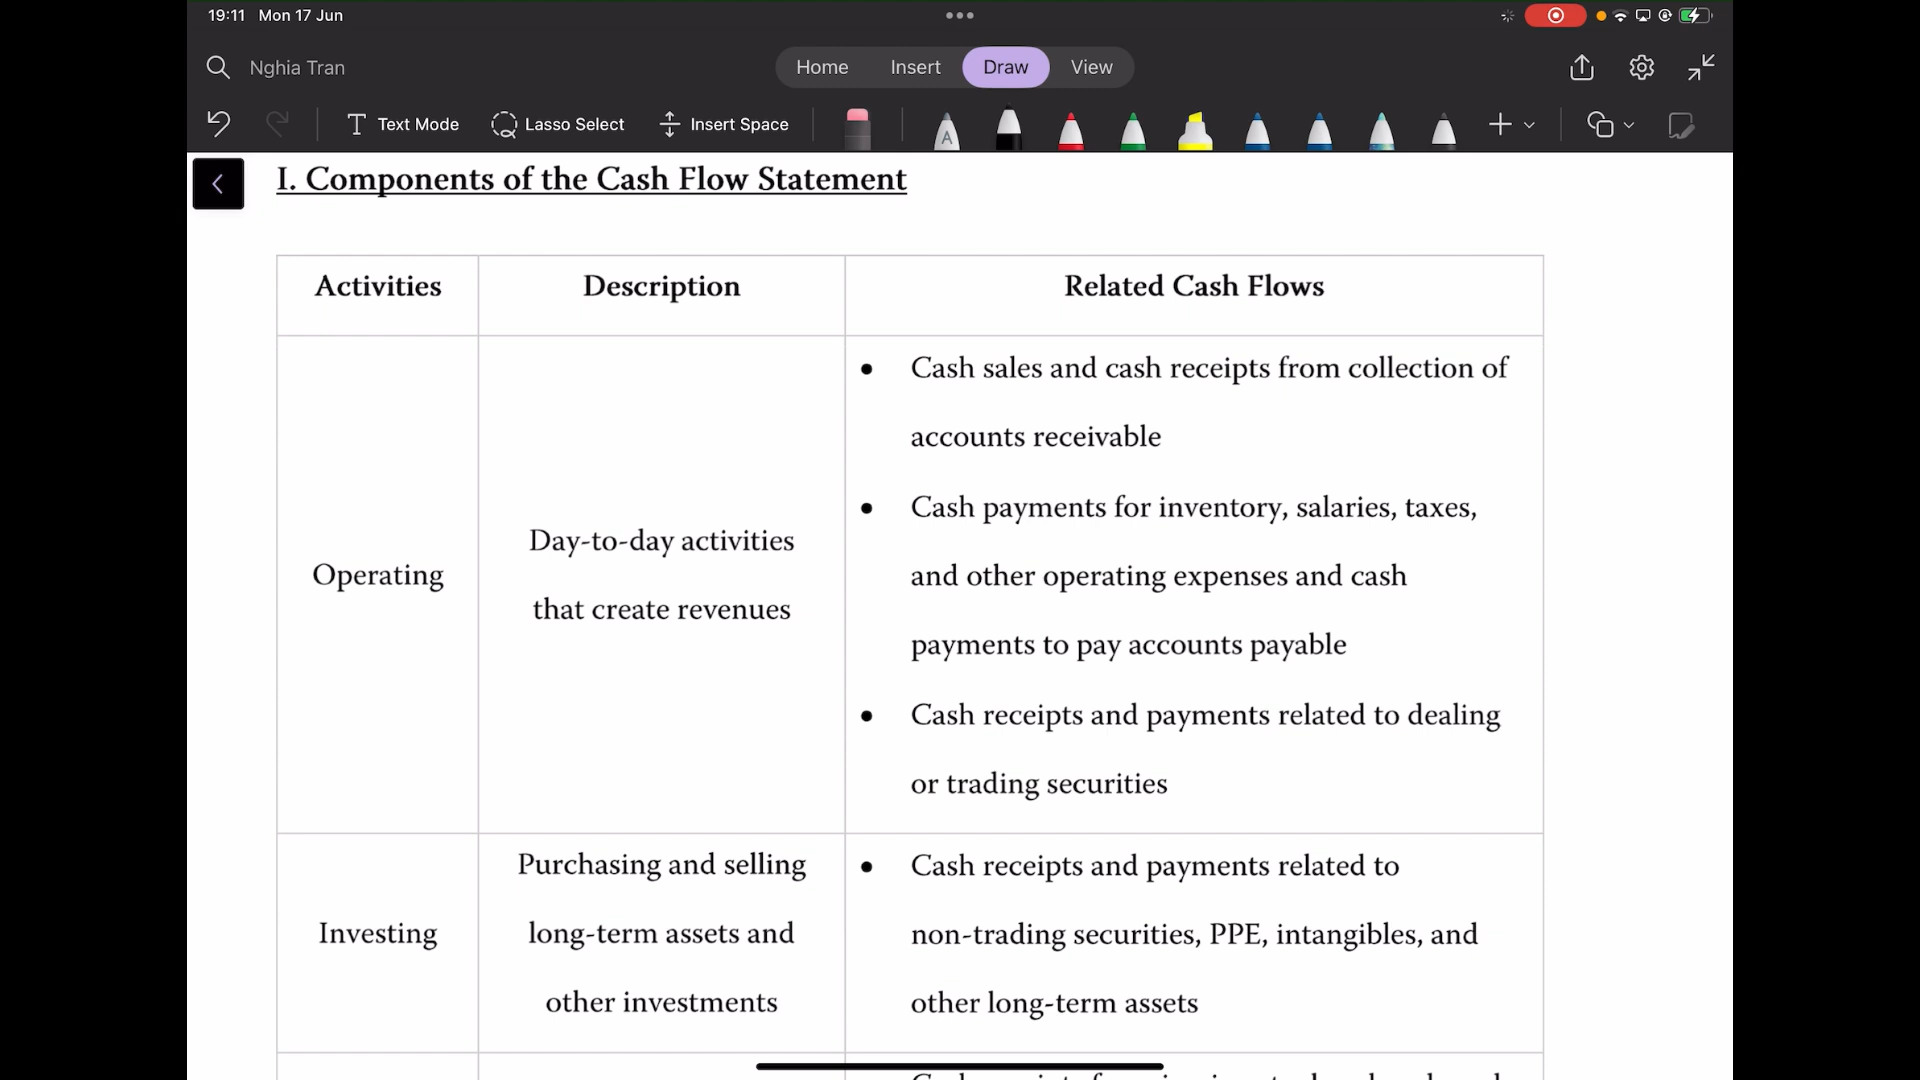 19:11 Mon 17 Jun
Nghia Tran
Home Insert Draw View
Text Mode Lasso Select Insert Space
A
I. Components of the Cash Flow Statement
Activities Description Related Cash Flows
Operating
Day-to-day activities
that create revenues
• Cash sales and cash receipts from collection of
accounts receivable
• Cash payments for inventory, salaries, taxes,
and other operating expenses and cash
payments to pay accounts payable
• Cash receipts and payments related to dealing
or trading securities
Investing
Purchasing and selling
long-term assets and
other investments
• Cash receipts and payments related to
non-trading securities, PPE, intangibles, and
other long-term assets